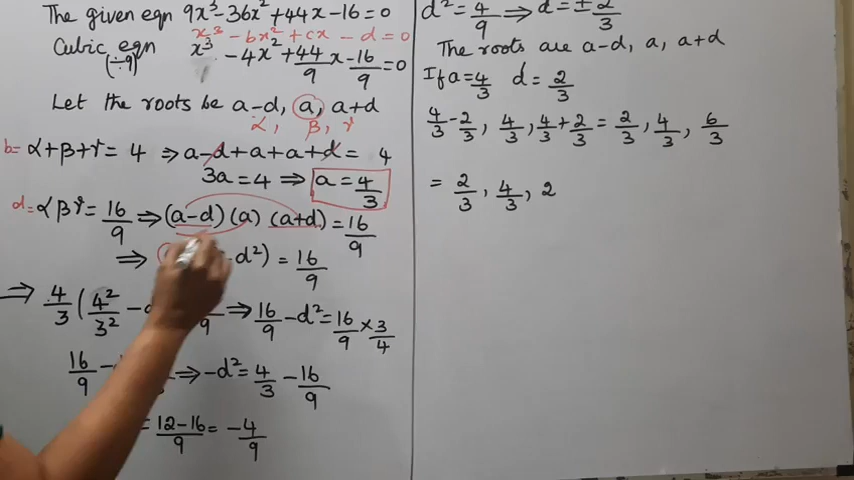 The given eqn 9x³-36x²+44x-16=0
x³ - bx² + cx - d = 0
Cubic eqn x³ - 4x² + 44/9 x - 16/9 = 0
(÷9)
Let the roots be a-d, a, a+d
α, β, γ
b= α+β+γ = 4 ⇒ a-d+a+a+d = 4
3a=4 ⇒ a=4/3
d= αβγ = 16/9 ⇒ (a-d)(a)(a+d) = 16/9
⇒ d²) = 16/9
⇒ 4/3 (4²/3² - d 9 ⇒ 16/9 - d² = 16/9 × 3/4
16/9 - ⇒ -d² = 4/3 - 16/9
= 12-16/9 = -4/9
d² = 4/9 ⇒ d = ± 2/3
The roots are a-d, a, a+d
If a=4/3 d=2/3
4/3 - 2/3, 4/3, 4/3 + 2/3 = 2/3, 4/3, 6/3
= 2/3, 4/3, 2